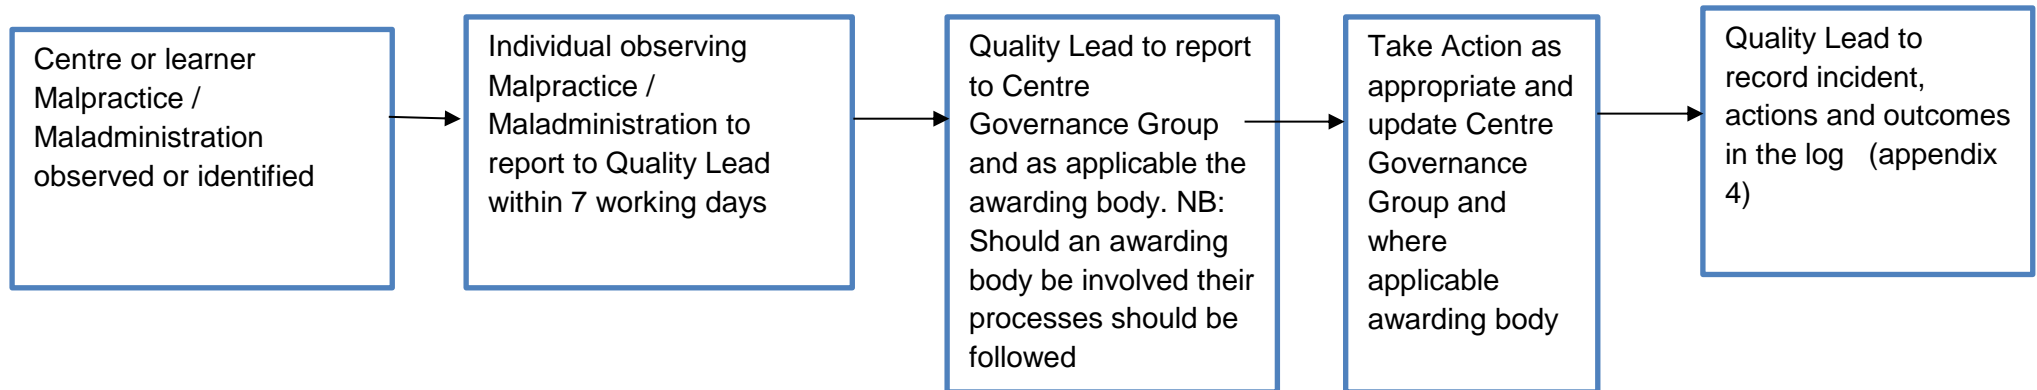 Centre or learner
Malpractice /
Maladministration
observed or identified
Individual observing
Malpractice /
Maladministration to
report to Quality Lead
within 7 working days
Quality Lead to report
to Centre
Governance Group
and as applicable the
awarding body. NB:
Should an awarding
body be involved their
processes should be
followed
Take Action as
appropriate and
update Centre
Governance
Group and
where
applicable
awarding body
Quality Lead to
record incident,
actions and outcomes
in the log (appendix
4)